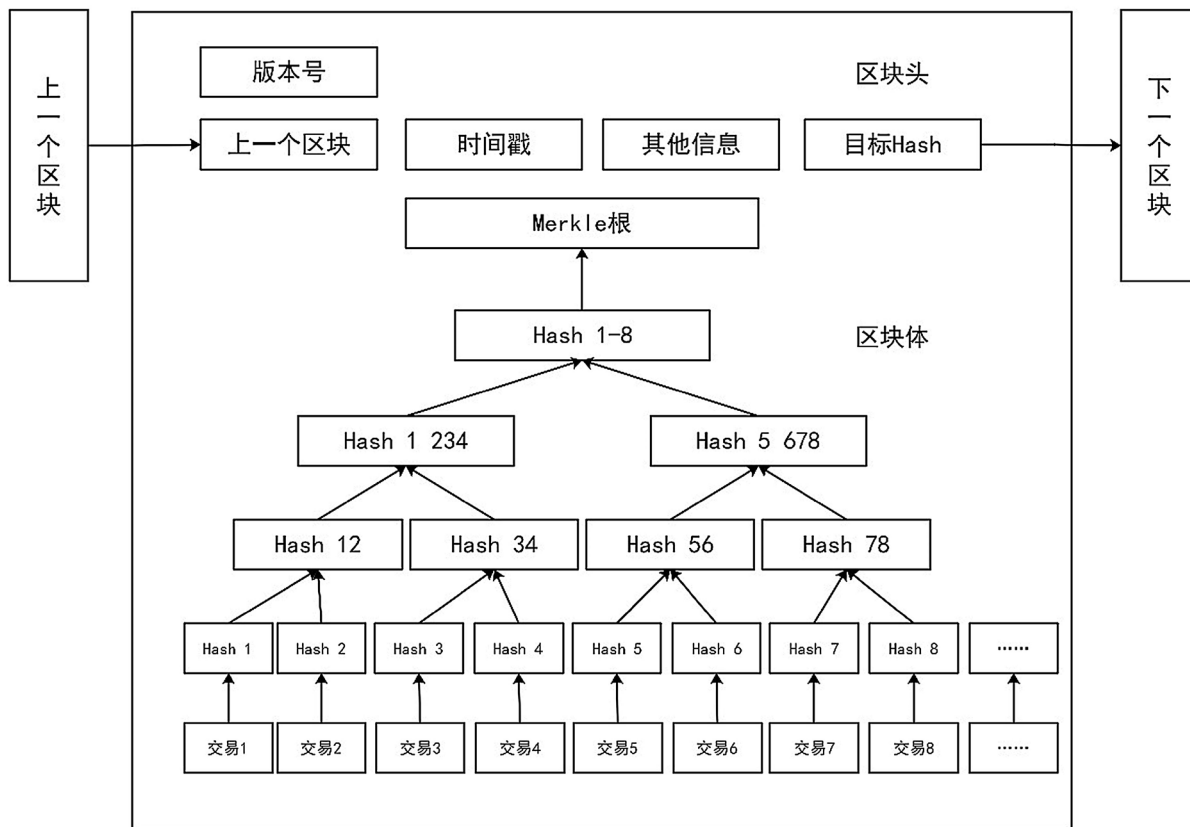 上一个区块
版本号
区块头
上一个区块
时间戳
其他信息
目标Hash
下一个区块
Merkle根
Hash 1-8
区块体
Hash 1 234
Hash 5 678
Hash 12
Hash 34
Hash 56
Hash 78
Hash 1
Hash 2
Hash 3
Hash 4
Hash 5
Hash 6
Hash 7
Hash 8
……
交易1
交易2
交易3
交易4
交易5
交易6
交易7
交易8
……